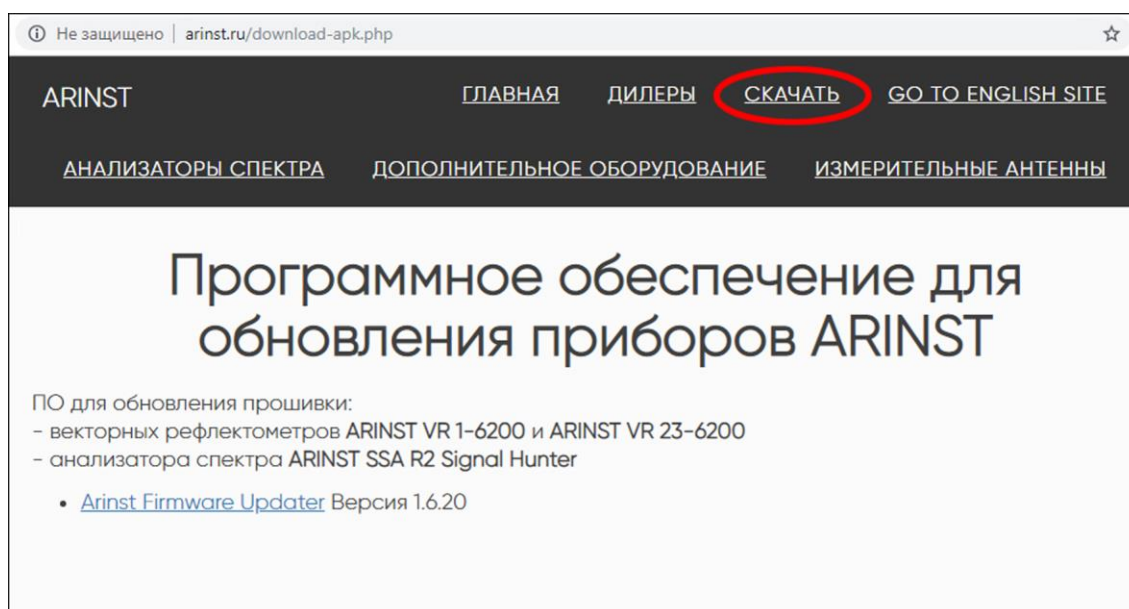 Не защищено | arinst.ru/download-apk.php
ARINST ГЛАВНАЯ ДИЛЕРЫ СКАЧАТЬ GO TO ENGLISH SITE
АНАЛИЗАТОРЫ СПЕКТРА ДОПОЛНИТЕЛЬНОЕ ОБОРУДОВАНИЕ ИЗМЕРИТЕЛЬНЫЕ АНТЕННЫ
Программное обеспечение для
обновления приборов ARINST
ПО для обновления прошивки:
- векторных рефлектометров ARINST VR 1-6200 и ARINST VR 23-6200
- анализатора спектра ARINST SSA R2 Signal Hunter
• Arinst Firmware Updater Версия 1.6.20